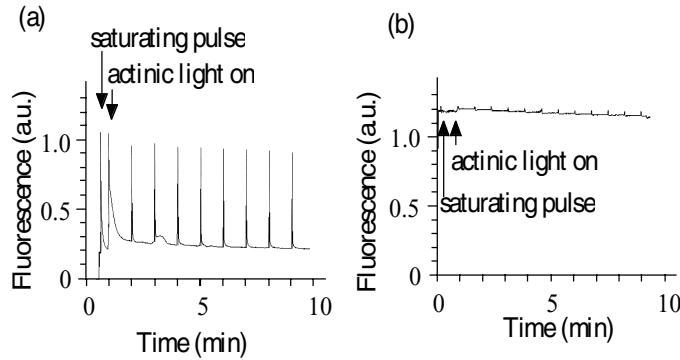 (a)
saturating pulse
actinic light on
Fluorescence (a.u.)
1.0
0.5
0
0 5 10
Time (min)
(b)
Fluorescence (a.u.)
1.0
0.5
0
actinic light on
saturating pulse
0 5 10
Time (min)